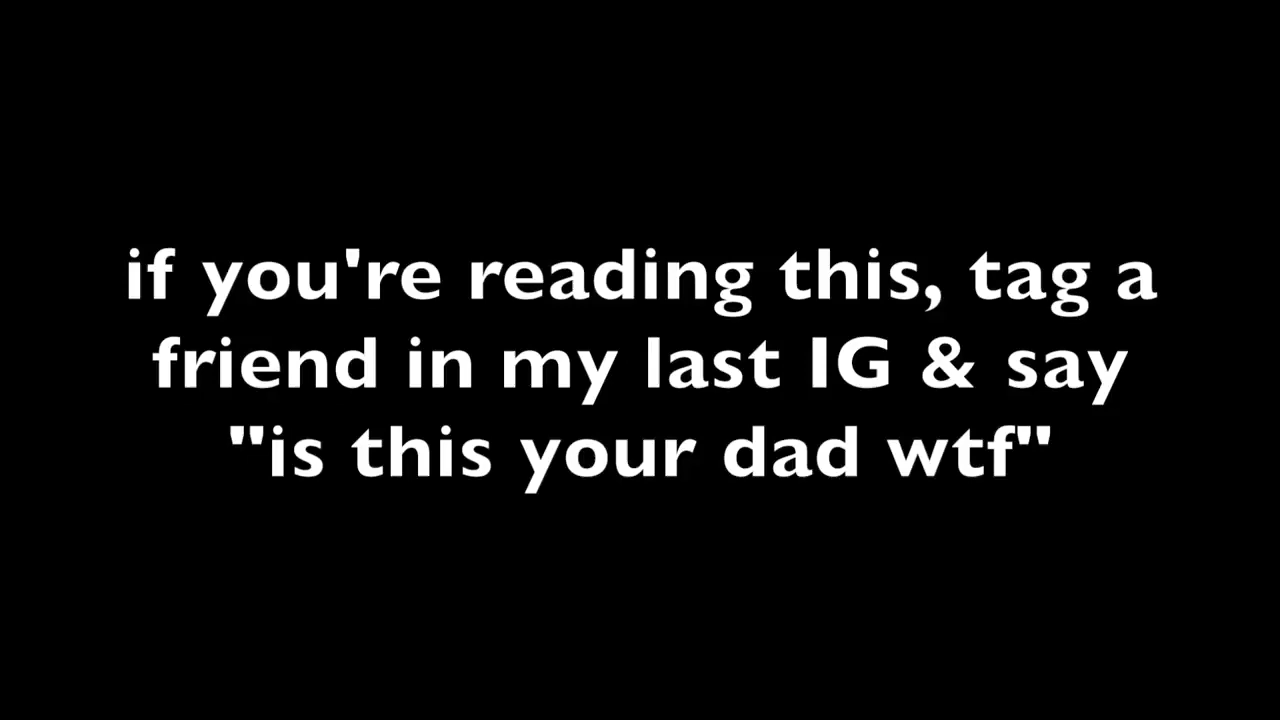 if you're reading this, tag a
friend in my last IG & say
"is this your dad wtf"